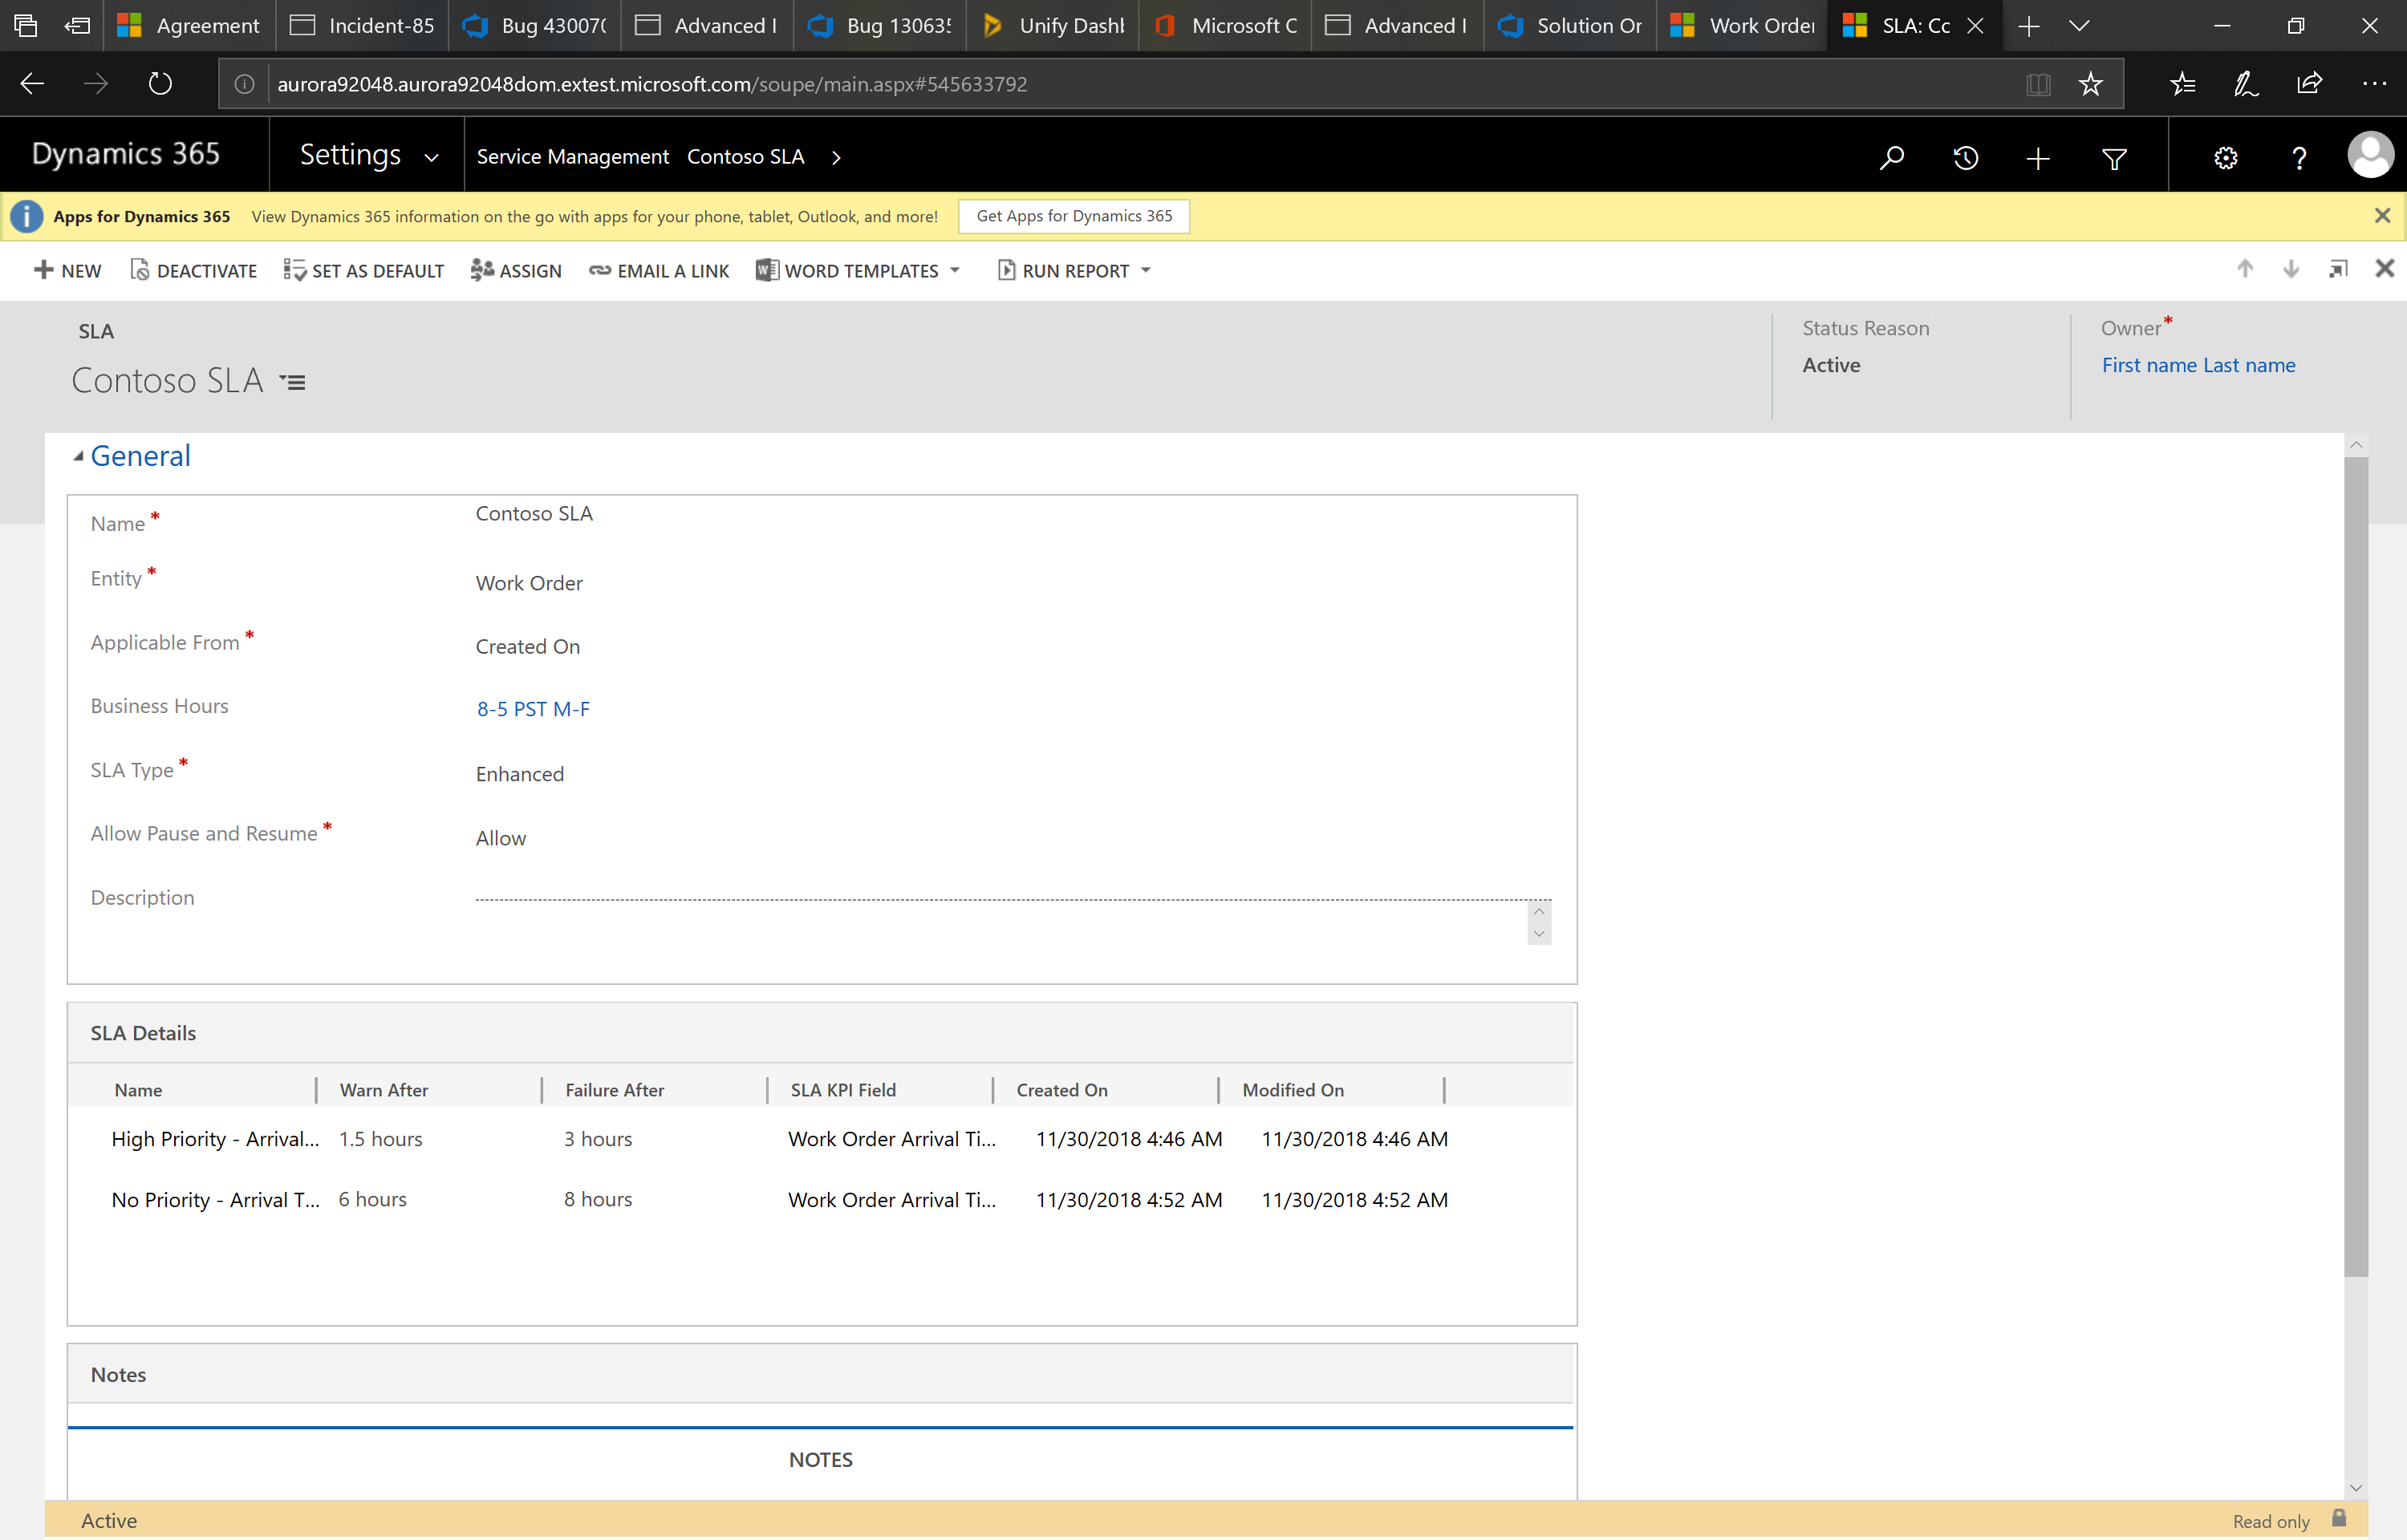 Agreement Incident-85 Bug 43007( Advanced I Bug 13063! Unify Dashb Microsoft C Advanced I Solution Or Work Order SLA: Cc
aurora92048.aurora92048dom.extest.microsoft.com/soupe/main.aspx#545633792
Dynamics 365 Settings Service Management Contoso SLA
Apps for Dynamics 365 View Dynamics 365 information on the go with apps for your phone, tablet, Outlook, and more! Get Apps for Dynamics 365
NEW DEACTIVATE SET AS DEFAULT ASSIGN EMAIL A LINK WORD TEMPLATES RUN REPORT
SLA
Contoso SLA
Status Reason
Active
Owner*
First name Last name
General
Name* Contoso SLA
Entity* Work Order
Applicable From* Created On
Business Hours 8-5 PST M-F
SLA Type* Enhanced
Allow Pause and Resume* Allow
Description
SLA Details
Name Warn After Failure After SLA KPI Field Created On Modified On
High Priority - Arrival... 1.5 hours 3 hours Work Order Arrival Ti... 11/30/2018 4:46 AM 11/30/2018 4:46 AM
No Priority - Arrival T... 6 hours 8 hours Work Order Arrival Ti... 11/30/2018 4:52 AM 11/30/2018 4:52 AM
Notes
NOTES
Active Read only